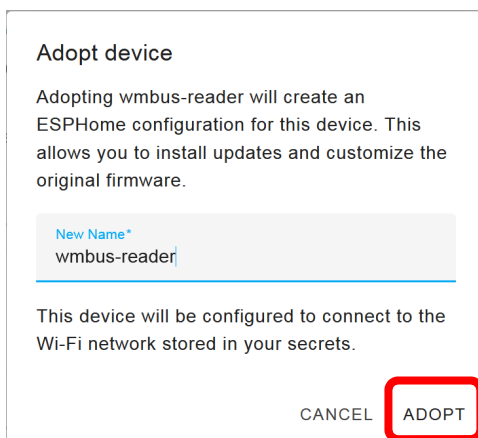 Adopt device
Adopting wmbus-reader will create an
ESPHome configuration for this device. This
allows you to install updates and customize the
original firmware.
New Name*
wmbus-reader
This device will be configured to connect to the
Wi-Fi network stored in your secrets.
CANCEL ADOPT